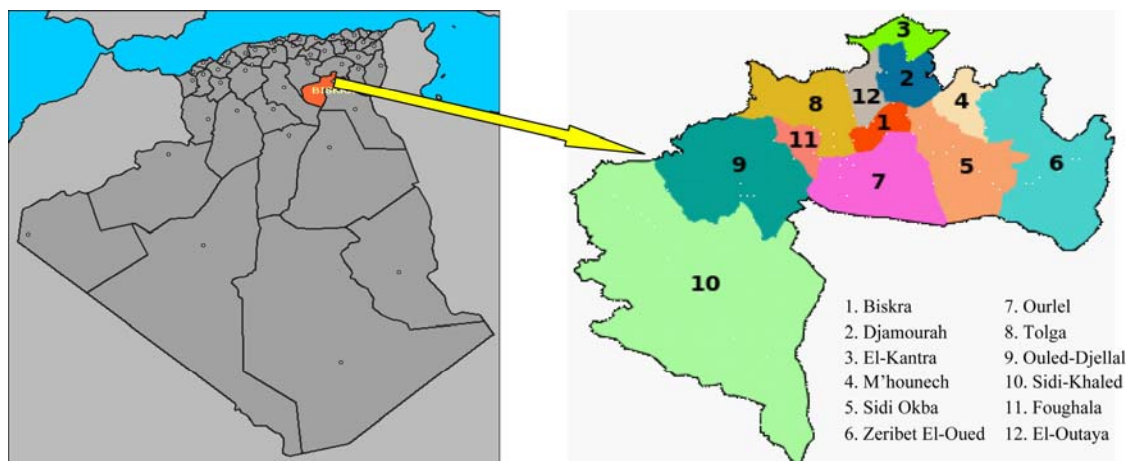 BISKRA
3
2
12
4
8
1
11
5
6
9
7
10
1. Biskra
2. Djamourah
3. El-Kantra
4. M'hounech
5. Sidi Okba
6. Zeribet El-Oued
7. Ourlel
8. Tolga
9. Ouled-Djellal
10. Sidi-Khaled
11. Foughala
12. El-Outaya